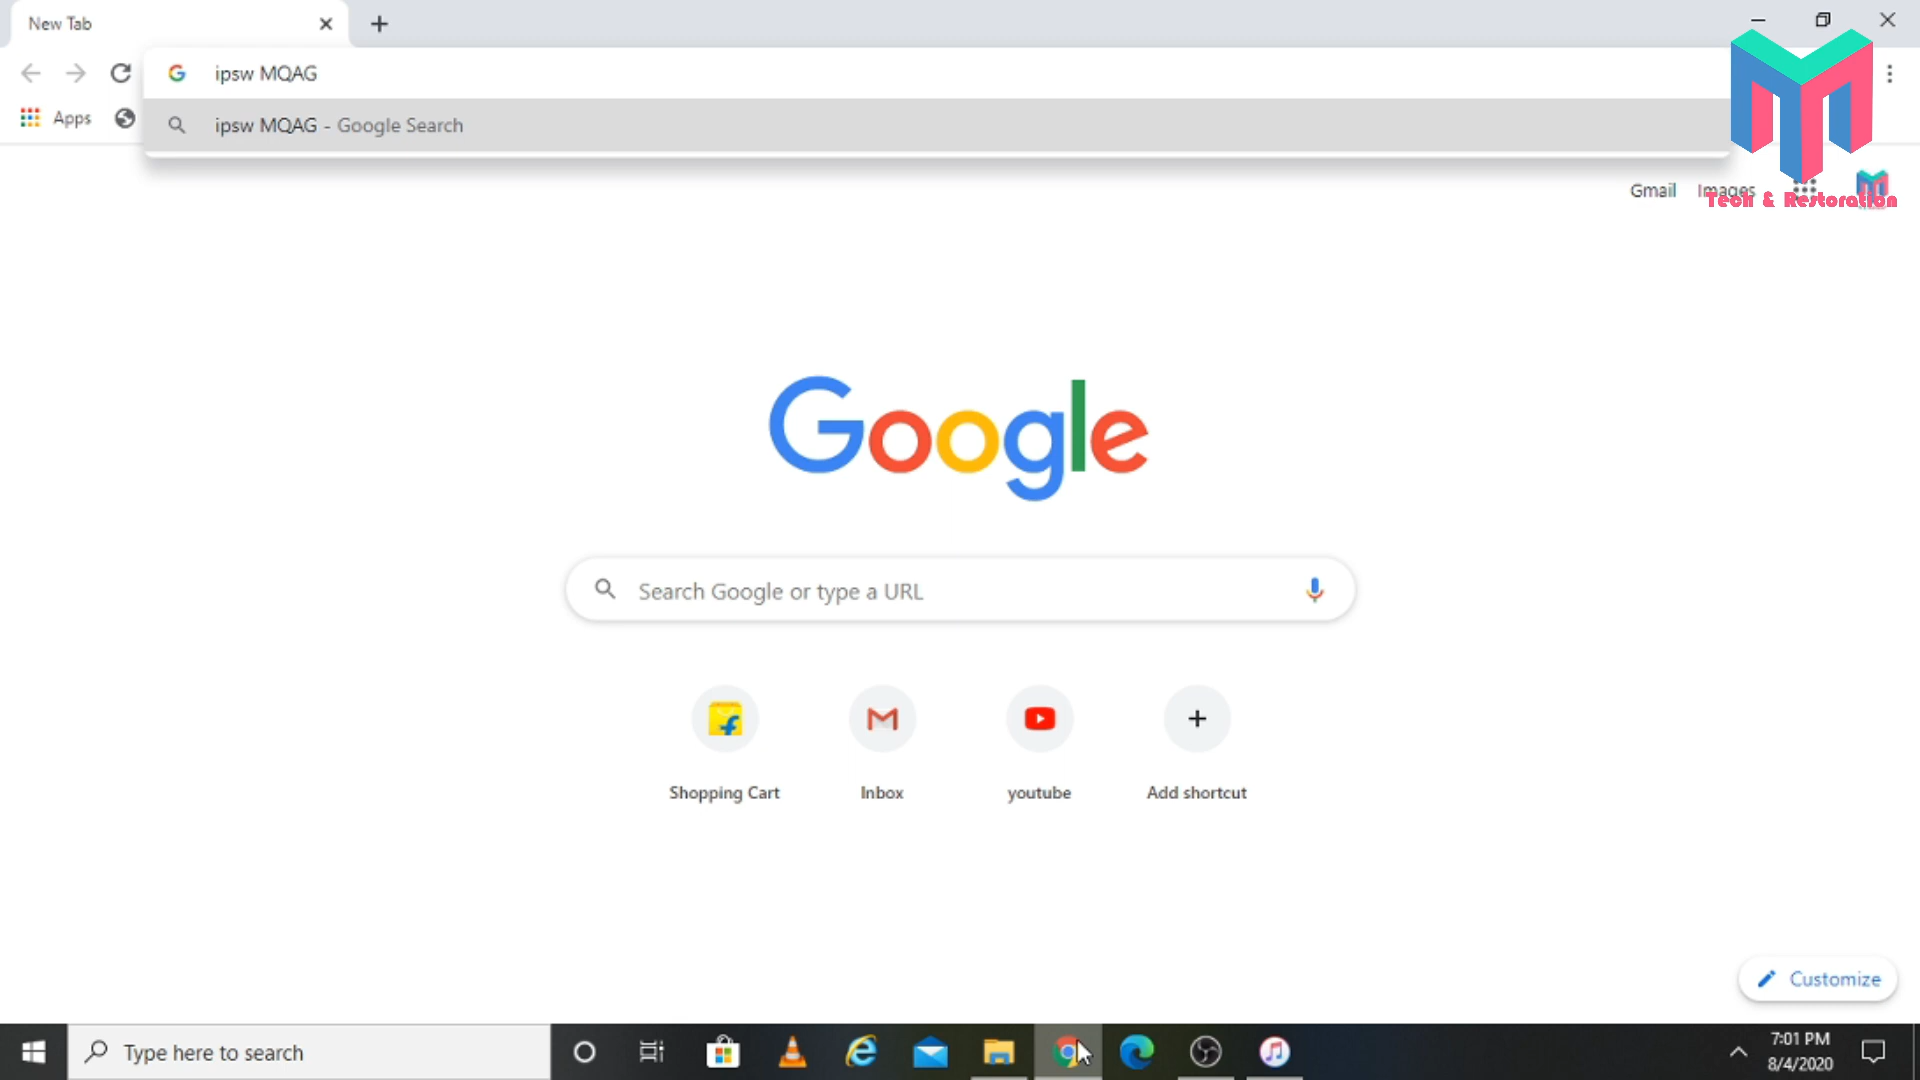 New Tab
ipsw MQAG
Apps
ipsw MQAG - Google Search
Gmail Images
Tech & Restoration
Google
Search Google or type a URL
Shopping Cart
Inbox
youtube
Add shortcut
Customize
Type here to search
7:01 PM
8/4/2020